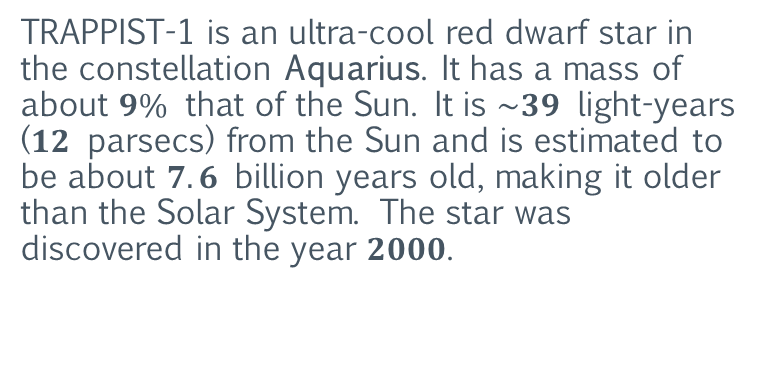 TRAPPIST-1 is an ultra-cool red dwarf star in
the constellation Aquarius. It has a mass of
about 9% that of the Sun. It is ~39 light-years
(12 parsecs) from the Sun and is estimated to
be about 7.6 billion years old, making it older
than the Solar System. The star was
discovered in the year 2000.